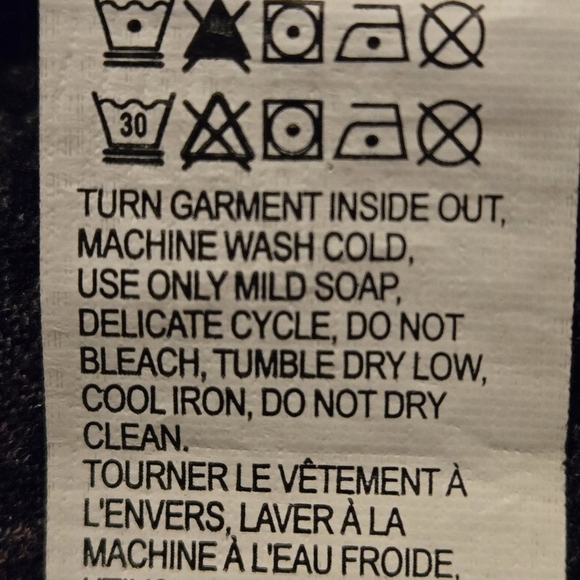 30
TURN GARMENT INSIDE OUT,
MACHINE WASH COLD,
USE ONLY MILD SOAP,
DELICATE CYCLE, DO NOT
BLEACH, TUMBLE DRY LOW,
COOL IRON, DO NOT DRY
CLEAN.
TOURNER LE VÊTEMENT À
L'ENVERS, LAVER À LA
MACHINE À L'EAU FROIDE,